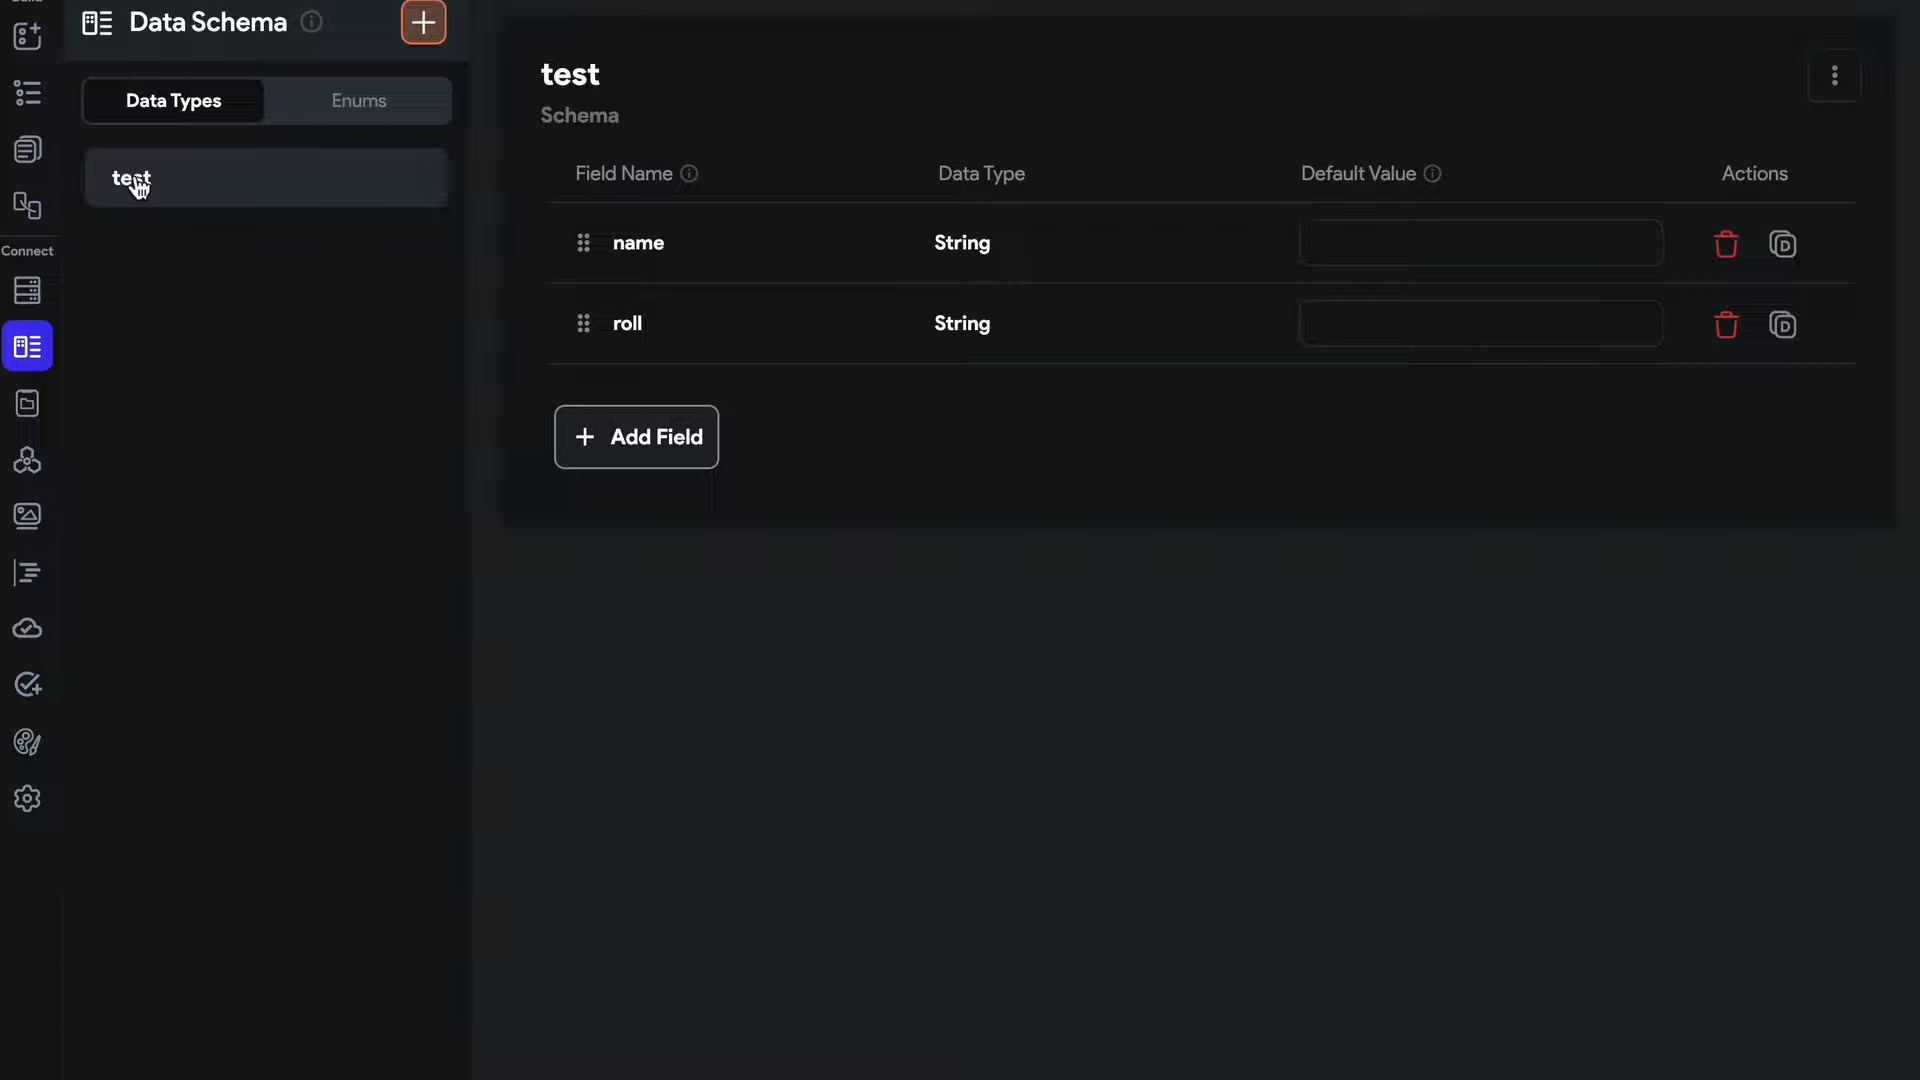 Data Schema
Data Types
Enums
test
Connect
test
Schema
Field Name
Data Type
Default Value
Actions
name
String
roll
String
+ Add Field